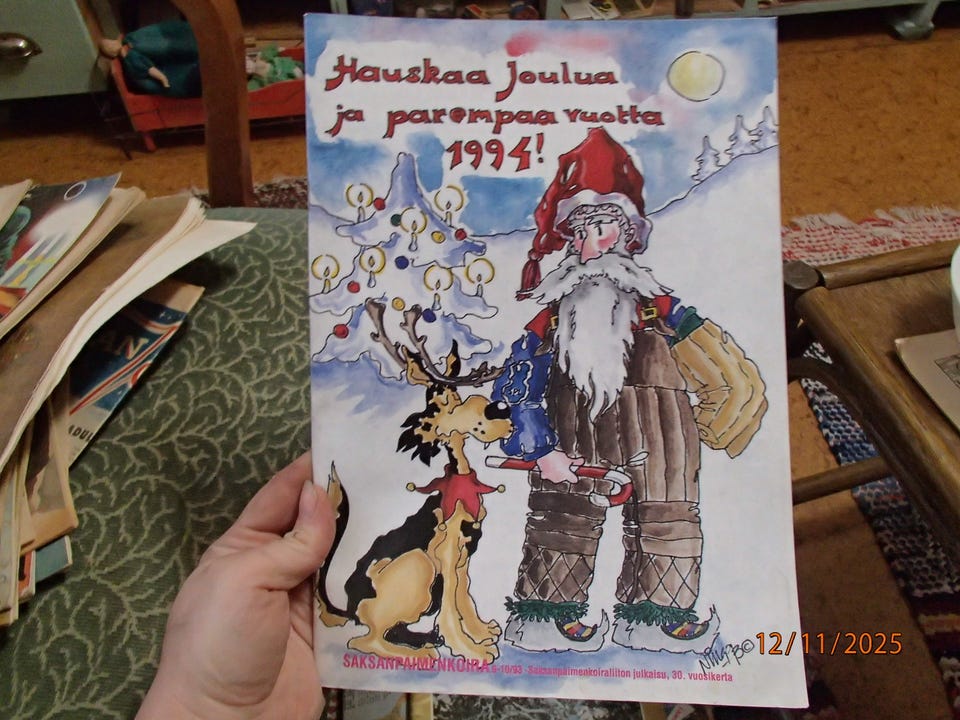 Hauskaa Joulua
ja parempaa vuotta
1994!
SAKSANPAIMENKOIRA 9-10/93 - Saksanpaimenkoiraliiton julkaisu, 30. vuosikerta
12/11/2025